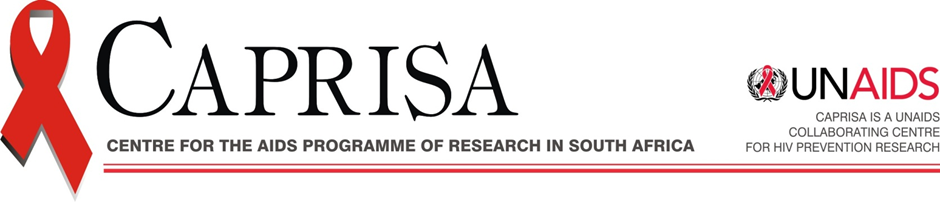 CAPRISA
CENTRE FOR THE AIDS PROGRAMME OF RESEARCH IN SOUTH AFRICA
UNAIDS
CAPRISA IS A UNAIDS
COLLABORATING CENTRE
FOR HIV PREVENTION RESEARCH